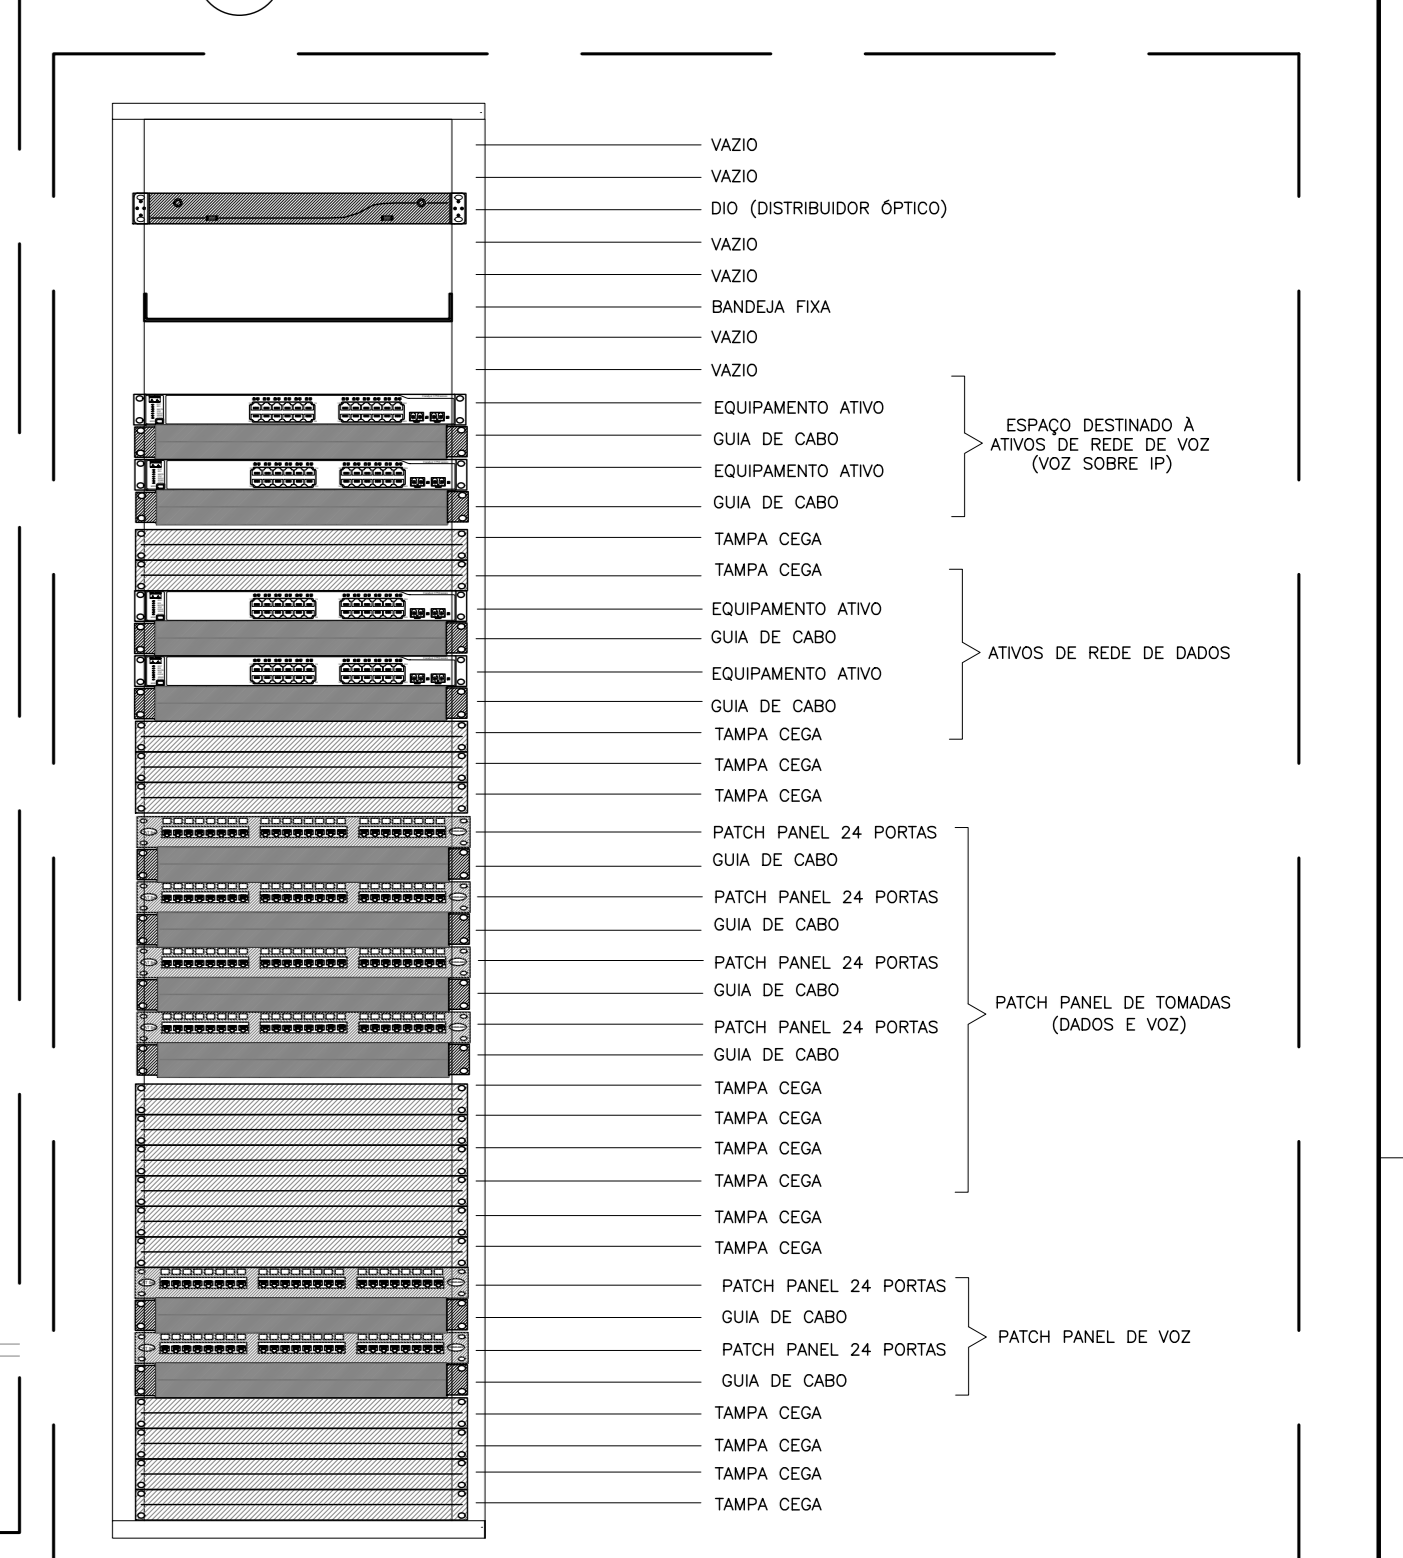 VAZIO
VAZIO
DIO (DISTRIBUIDOR ÓPTICO)
VAZIO
VAZIO
BANDEJA FIXA
VAZIO
VAZIO
EQUIPAMENTO ATIVO
GUIA DE CABO
EQUIPAMENTO ATIVO
GUIA DE CABO
ESPAÇO DESTINADO À
ATIVOS DE REDE DE VOZ
(VOZ SOBRE IP)
TAMPA CEGA
TAMPA CEGA
EQUIPAMENTO ATIVO
GUIA DE CABO
EQUIPAMENTO ATIVO
GUIA DE CABO
TAMPA CEGA
ATIVOS DE REDE DE DADOS
TAMPA CEGA
TAMPA CEGA
PATCH PANEL 24 PORTAS
GUIA DE CABO
PATCH PANEL 24 PORTAS
GUIA DE CABO
PATCH PANEL 24 PORTAS
GUIA DE CABO
PATCH PANEL 24 PORTAS
GUIA DE CABO
TAMPA CEGA
TAMPA CEGA
TAMPA CEGA
TAMPA CEGA
PATCH PANEL DE TOMADAS
(DADOS E VOZ)
TAMPA CEGA
TAMPA CEGA
PATCH PANEL 24 PORTAS
GUIA DE CABO
PATCH PANEL 24 PORTAS
GUIA DE CABO
PATCH PANEL DE VOZ
TAMPA CEGA
TAMPA CEGA
TAMPA CEGA
TAMPA CEGA